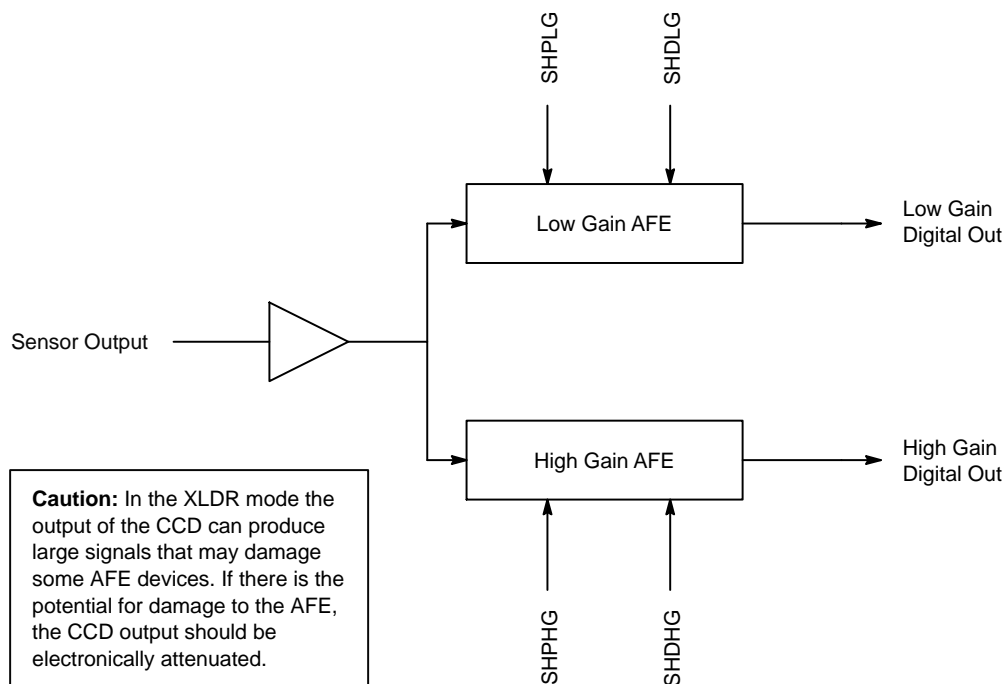 SHPLG
SHDLG
Low Gain AFE
Low Gain
Digital Out
Sensor Output
High Gain AFE
High Gain
Digital Out
Caution: In the XLDR mode the
output of the CCD can produce
large signals that may damage
some AFE devices. If there is the
potential for damage to the AFE,
the CCD output should be
electronically attenuated.
SHPHG
SHDHG